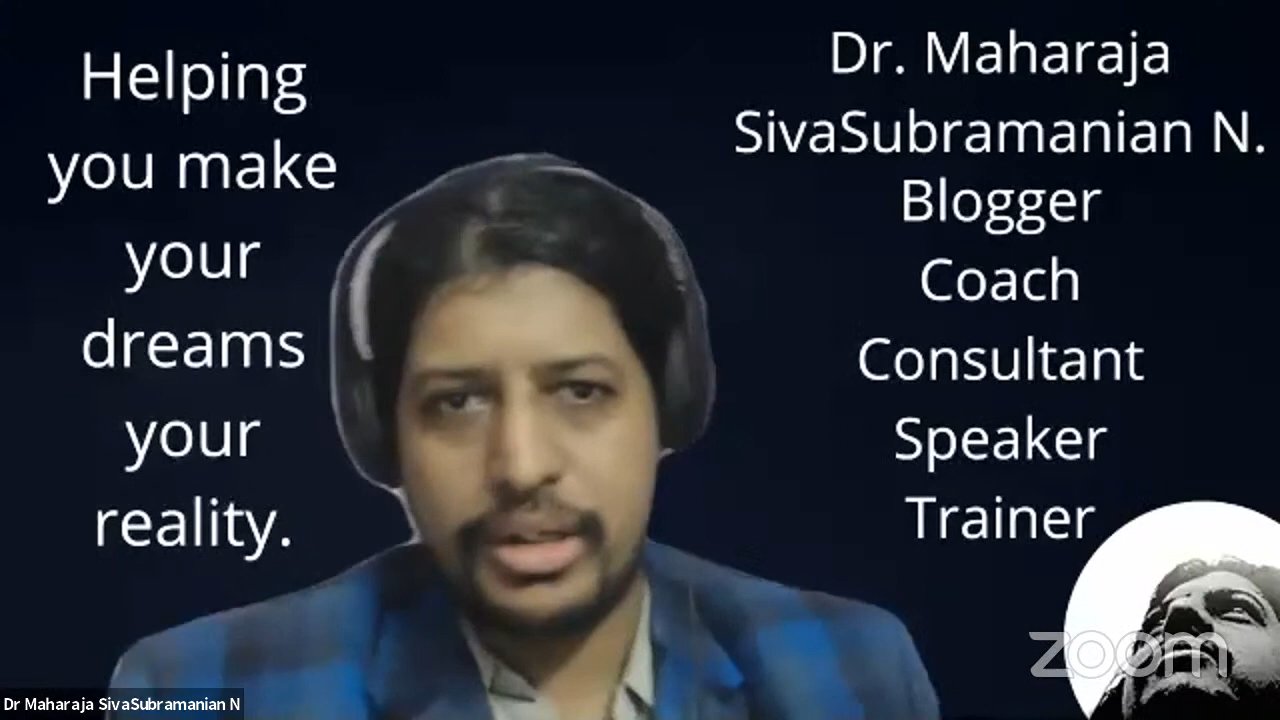 Helping
you make
your
dreams
your
reality.
Dr. Maharaja
SivaSubramanian N.
Blogger
Coach
Consultant
Speaker
Trainer
zoom
Dr Maharaja SivaSubramanian N